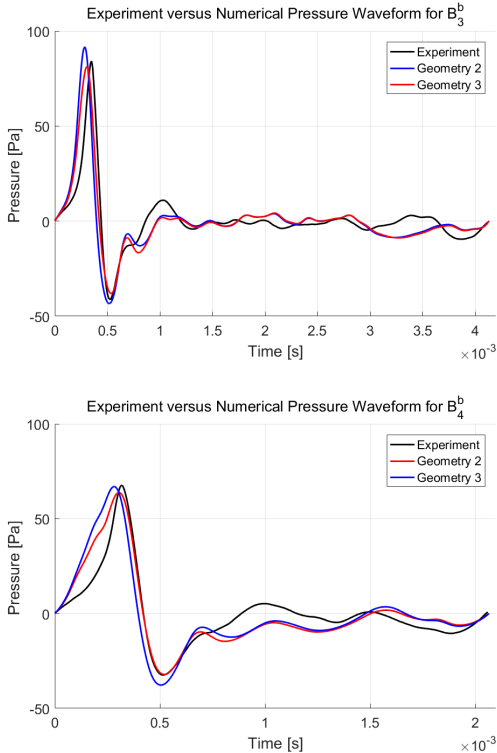 Experiment versus Numerical Pressure Waveform for B₃ᵇ
100
50
0
-50
Pressure [Pa]
Experiment
Geometry 2
Geometry 3
0 0.5 1 1.5 2 2.5 3 3.5 4
Time [s]
×10⁻³
Experiment versus Numerical Pressure Waveform for B₄ᵇ
100
50
0
-50
Pressure [Pa]
Experiment
Geometry 2
Geometry 3
0 0.5 1 1.5 2
Time [s]
×10⁻³